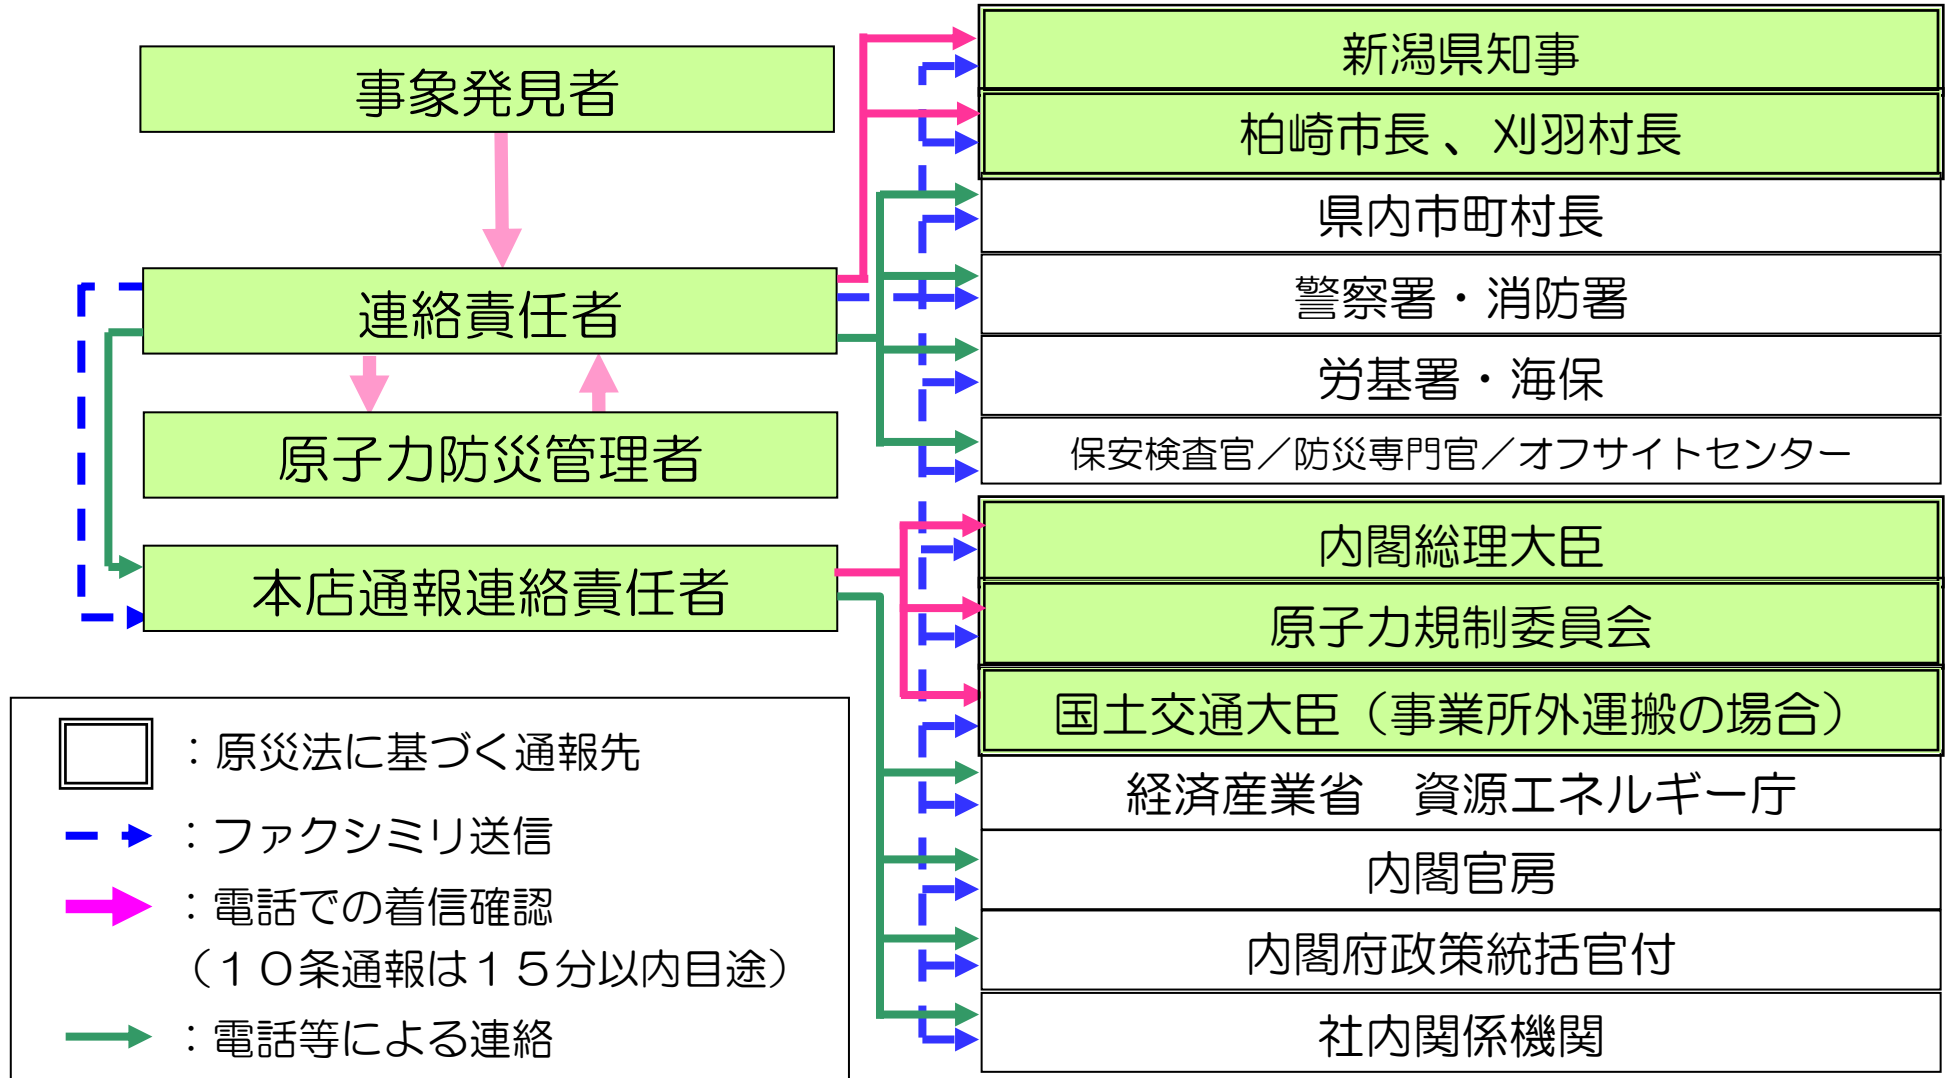 事象発見者
連絡責任者
原子力防災管理者
本店通報連絡責任者
新潟県知事
柏崎市長、刈羽村長
県内市町村長
警察署・消防署
労基署・海保
保安検査官／防災専門官／オフサイトセンター
内閣総理大臣
原子力規制委員会
国土交通大臣（事業所外運搬の場合）
経済産業省　資源エネルギー庁
内閣官房
内閣府政策統括官付
社内関係機関
：原災法に基づく通報先
：ファクシミリ送信
：電話での着信確認
（１０条通報は１５分以内目途）
：電話等による連絡